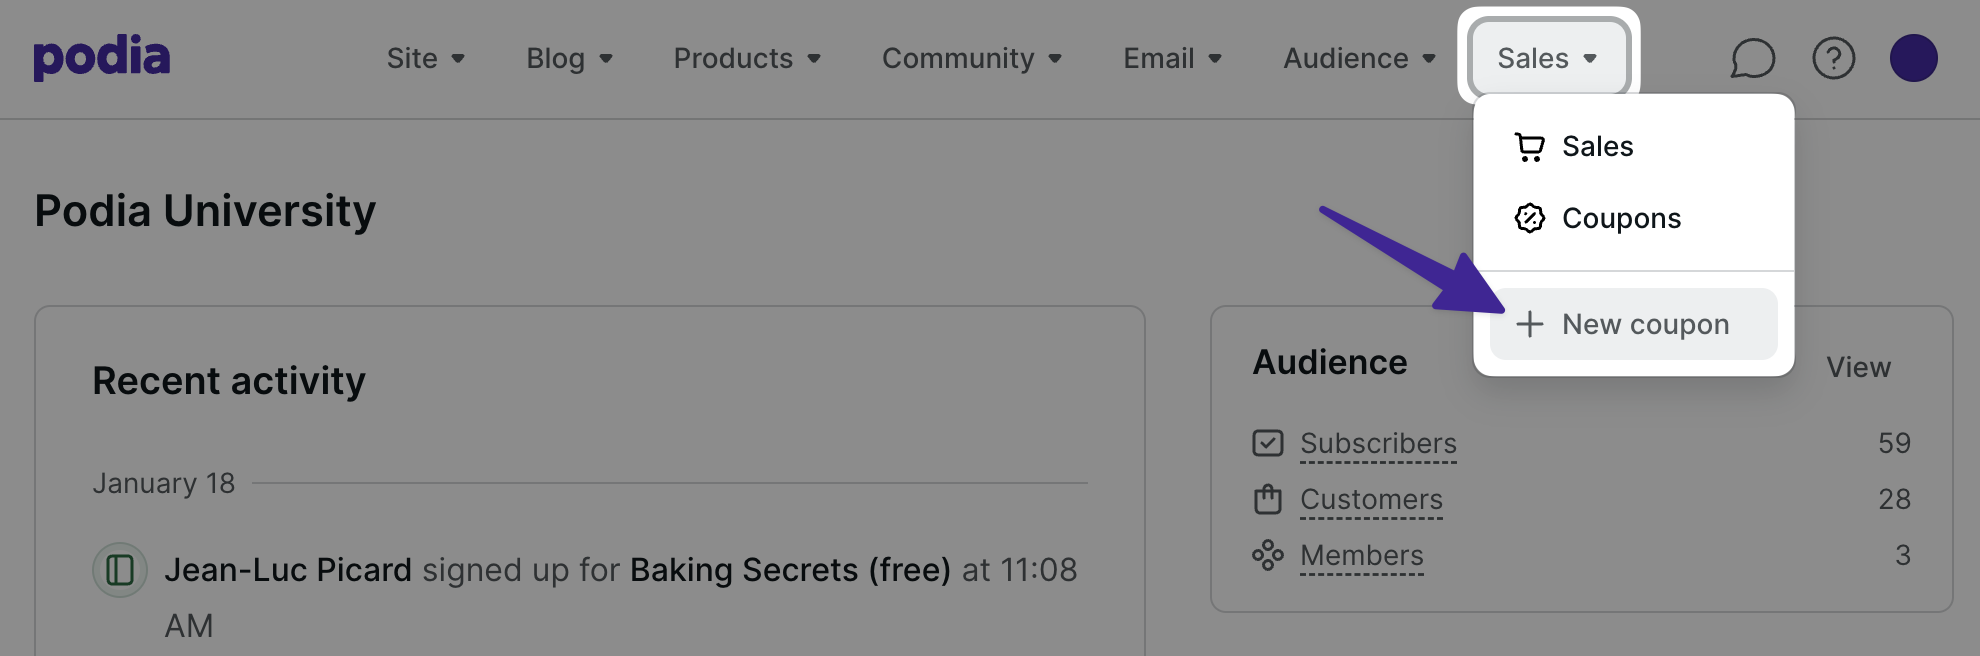 podia
Site
Blog
Products
Community
Email
Audience
Sales
Sales
Coupons
New coupon
Podia University
Recent activity
January 18
Jean-Luc Picard signed up for Baking Secrets (free) at 11:08
AM
Audience
View
Subscribers 59
Customers 28
Members 3